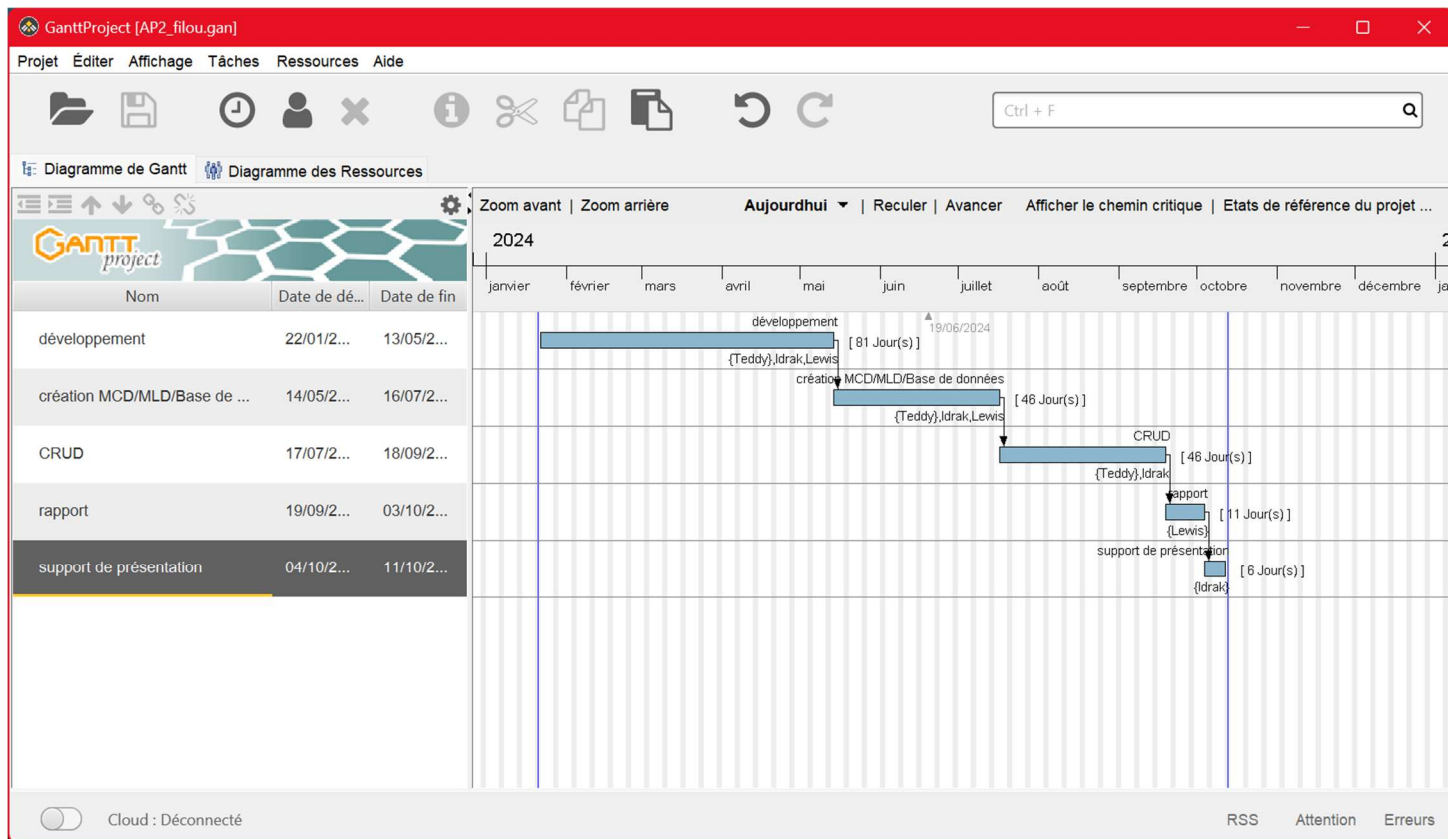 GanttProject [AP2_filou.gan]
Projet Éditer Affichage Tâches Ressources Aide
Ctrl + F
Diagramme de Gantt Diagramme des Ressources
Zoom avant | Zoom arrière Aujourdhui | Reculer | Avancer Afficher le chemin critique | Etats de référence du projet ...
GANTT project
2024 2
janvier février mars avril mai juin juillet août septembre octobre novembre décembre ja
Nom Date de dé... Date de fin
19/06/2024
développement 22/01/2... 13/05/2...
développement
[ 81 Jour(s) ]
{Teddy},Idrak,Lewis
création MCD/MLD/Base de ... 14/05/2... 16/07/2...
création MCD/MLD/Base de données
[ 46 Jour(s) ]
{Teddy},Idrak,Lewis
CRUD 17/07/2... 18/09/2...
CRUD
[ 46 Jour(s) ]
{Teddy},Idrak
rapport 19/09/2... 03/10/2...
rapport
[ 11 Jour(s) ]
{Lewis}
support de présentation 04/10/2... 11/10/2...
support de présentation
[ 6 Jour(s) ]
{Idrak}
Cloud : Déconnecté
RSS Attention Erreurs